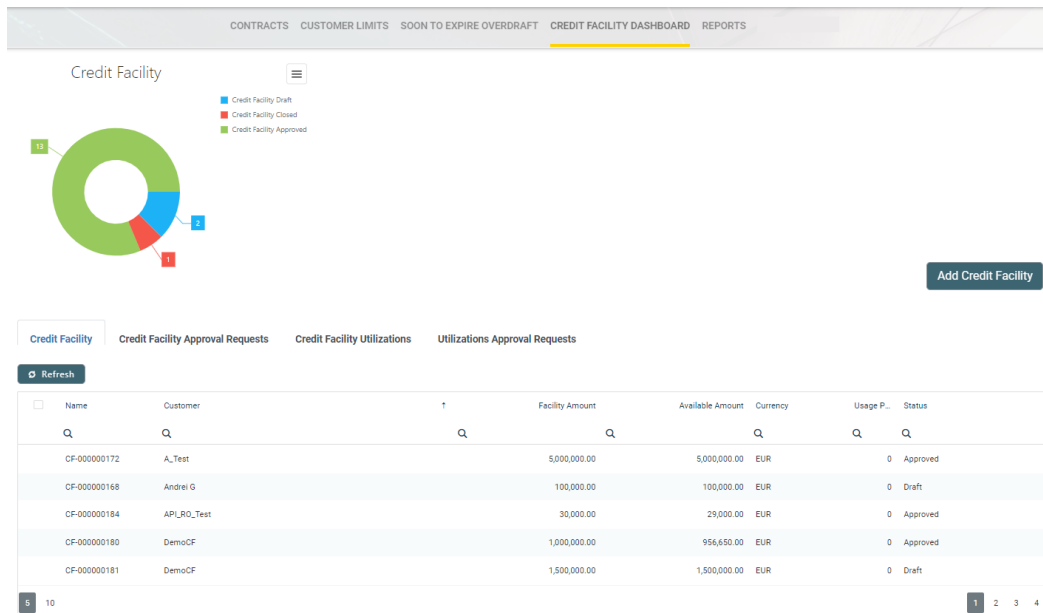 CONTRACTS CUSTOMER LIMITS SOON TO EXPIRE OVERDRAFT CREDIT FACILITY DASHBOARD REPORTS
Credit Facility
Credit Facility Draft
Credit Facility Closed
Credit Facility Approved
13
2
1
Add Credit Facility
Credit Facility Credit Facility Approval Requests Credit Facility Utilizations Utilizations Approval Requests
Refresh
Name Customer ↑ Facility Amount Available Amount Currency Usage P... Status
CF-000000172 A_Test 5,000,000.00 5,000,000.00 EUR 0 Approved
CF-000000168 Andrei G 100,000.00 100,000.00 EUR 0 Draft
CF-000000184 API_RO_Test 30,000.00 29,000.00 EUR 0 Approved
CF-000000180 DemoCF 1,000,000.00 956,650.00 EUR 0 Approved
CF-000000181 DemoCF 1,500,000.00 1,500,000.00 EUR 0 Draft
5 10 1 2 3 4